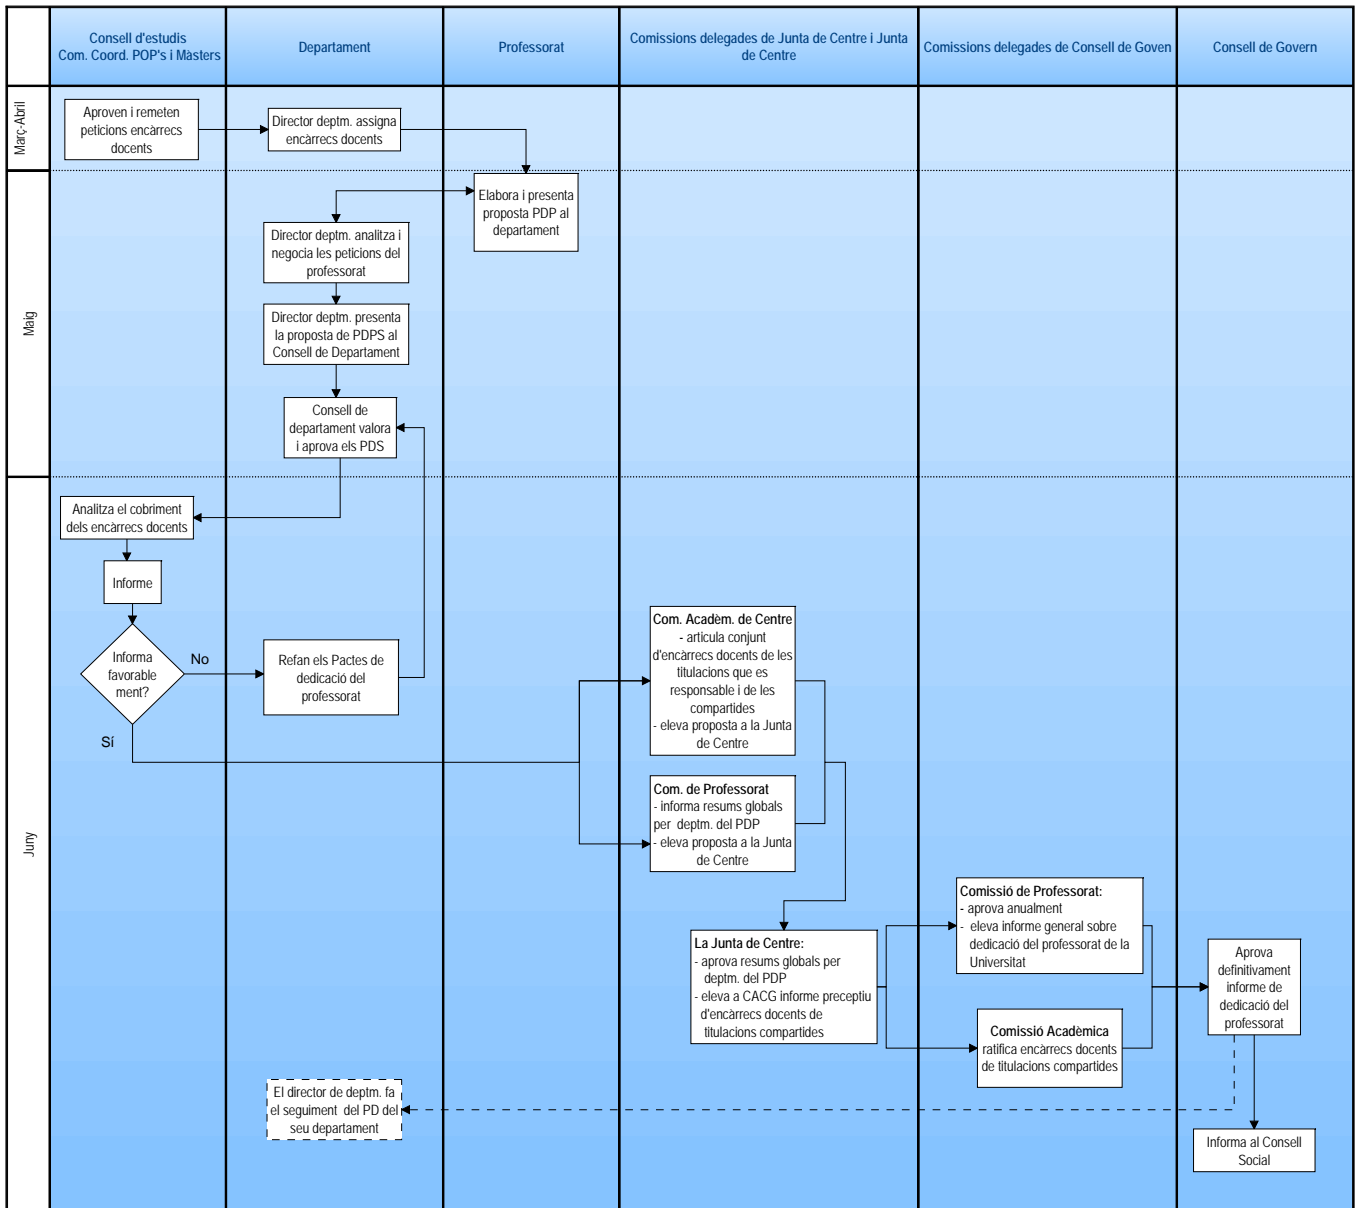 Consell d'estudis
Com. Coord. POP's i Màsters
Departament
Professorat
Comissions delegades de Junta de Centre i Junta
de Centre
Comissions delegades de Consell de Goven
Consell de Govern
Març-Abril
Aproven i remeten
peticions encàrrecs
docents
Director deptm. assigna
encàrrecs docents
Maig
Elabora i presenta
proposta PDP al
departament
Director deptm. analitza i
negocia les peticions del
professorat
Director deptm. presenta
la proposta de PDPS al
Consell de Departament
Consell de
departament valora
i aprova els PDS
Juny
Analitza el cobriment
dels encàrrecs docents
Informe
Informa
favorable
ment?
No
Sí
Refan els Pactes de
dedicació del
professorat
Com. Acadèm. de Centre
- articula conjunt
d'encàrrecs docents de les
titulacions que es
responsable i de les
compartides
- eleva proposta a la Junta
de Centre
Com. de Professorat
- informa resums globals
per deptm. del PDP
- eleva proposta a la Junta
de Centre
La Junta de Centre:
- aprova resums globals per
deptm. del PDP
- eleva a CACG informe preceptiu
d'encàrrecs docents de
titulacions compartides
Comissió de Professorat:
- aprova anualment
- eleva informe general sobre
dedicació del professorat de la
Universitat
Comissió Acadèmica
ratifica encàrrecs docents
de titulacions compartides
Aprova
definitivament
informe de
dedicació del
professorat
El director de deptm. fa
el seguiment del PD del
seu departament
Informa al Consell
Social